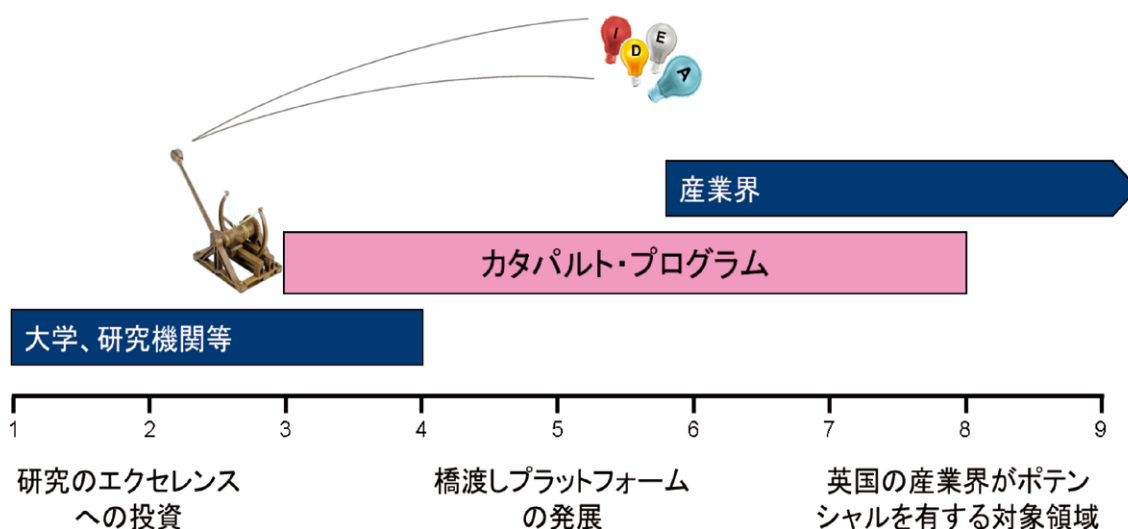 I D E A
産業界
カタパルト・プログラム
大学、研究機関等
1 2 3 4 5 6 7 8 9
研究のエクセレンス
への投資
橋渡しプラットフォーム
の発展
英国の産業界がポテン
シャルを有する対象領域